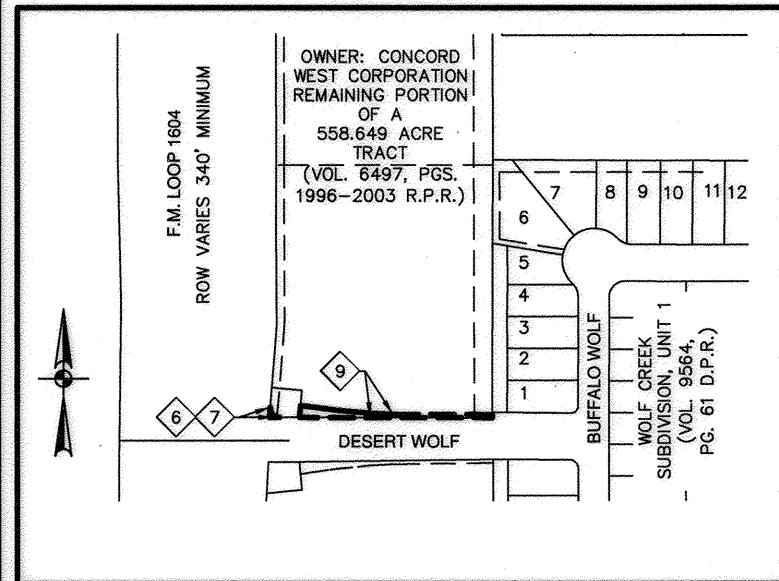 F.M. LOOP 1604
ROW VARIES 340' MINIMUM
OWNER: CONCORD
WEST CORPORATION
REMAINING PORTION
OF A
558.649 ACRE
TRACT
(VOL. 6497, PGS.
1996-2003 R.P.R.)
7
8
9
10
11
12
6
5
4
3
2
1
9
6
7
DESERT WOLF
BUFFALO WOLF
WOLF CREEK
SUBDIVISION, UNIT 1
(VOL. 9564,
PG. 61 D.P.R.)